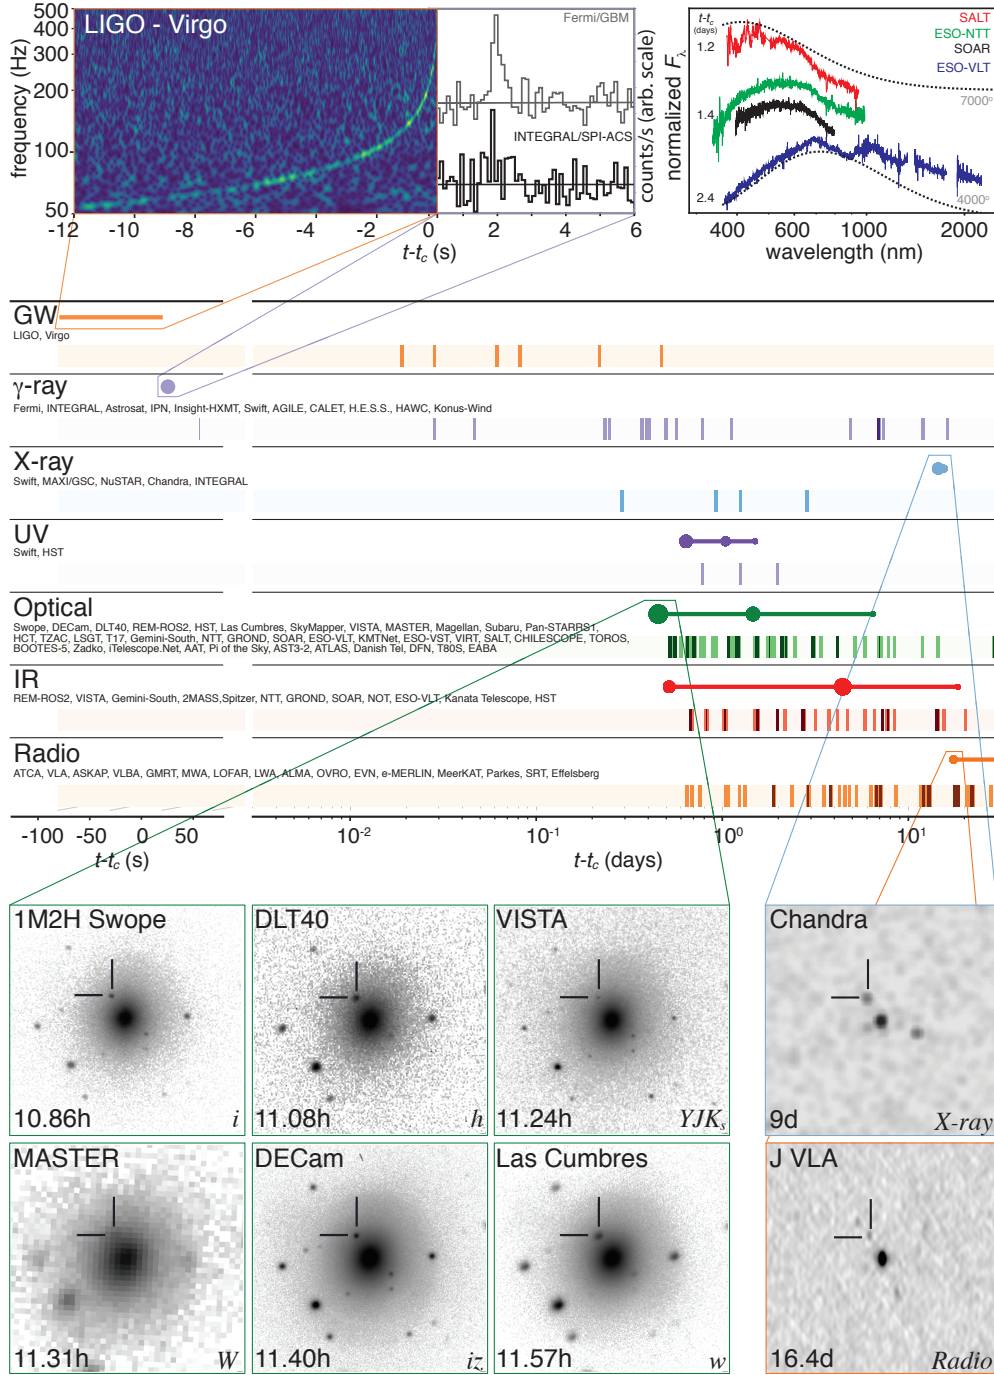 LIGO - Virgo
frequency (Hz)
500
400
300
200
100
50
-12 -10 -8 -6 -4 -2 0 2 4 6
t-tc (s)
Fermi/GBM
INTEGRAL/SPI-ACS
counts/s (arb. scale)
normalized Fλ
t-tc
(days)
1.2
1.4
2.4
SALT
ESO-NTT
SOAR
ESO-VLT
7000°
4000°
400 600 1000 2000
wavelength (nm)
GW
LIGO, Virgo
γ-ray
Fermi, INTEGRAL, Astrosat, IPN, Insight-HXMT, Swift, AGILE, CALET, H.E.S.S., HAWC, Konus-Wind
X-ray
Swift, MAXI/GSC, NuSTAR, Chandra, INTEGRAL
UV
Swift, HST
Optical
Swope, DECam, DLT40, REM-ROS2, HST, Las Cumbres, SkyMapper, VISTA, MASTER, Magellan, Subaru, Pan-STARRS1,
HCT, TZAC, LSGT, T17, Gemini-South, NTT, GROND, SOAR, ESO-VLT, KMTNet, ESO-VST, VIRT, SALT, CHILESCOPE, TOROS,
BOOTES-5, Zadko, iTelescope.Net, AAT, Pi of the Sky, AST3-2, ATLAS, Danish Tel, DFN, T80S, EABA
IR
REM-ROS2, VISTA, Gemini-South, 2MASS,Spitzer, NTT, GROND, SOAR, NOT, ESO-VLT, Kanata Telescope, HST
Radio
ATCA, VLA, ASKAP, VLBA, GMRT, MWA, LOFAR, LWA, ALMA, OVRO, EVN, e-MERLIN, MeerKAT, Parkes, SRT, Effelsberg
-100 -50 0 50 10⁻² 10⁻¹ 10⁰ 10¹
t-tc (s) t-tc (days)
1M2H Swope
10.86h i
DLT40
11.08h h
VISTA
11.24h YJKs
Chandra
9d X-ray
MASTER
11.31h W
DECam
11.40h iz
Las Cumbres
11.57h w
J VLA
16.4d Radio